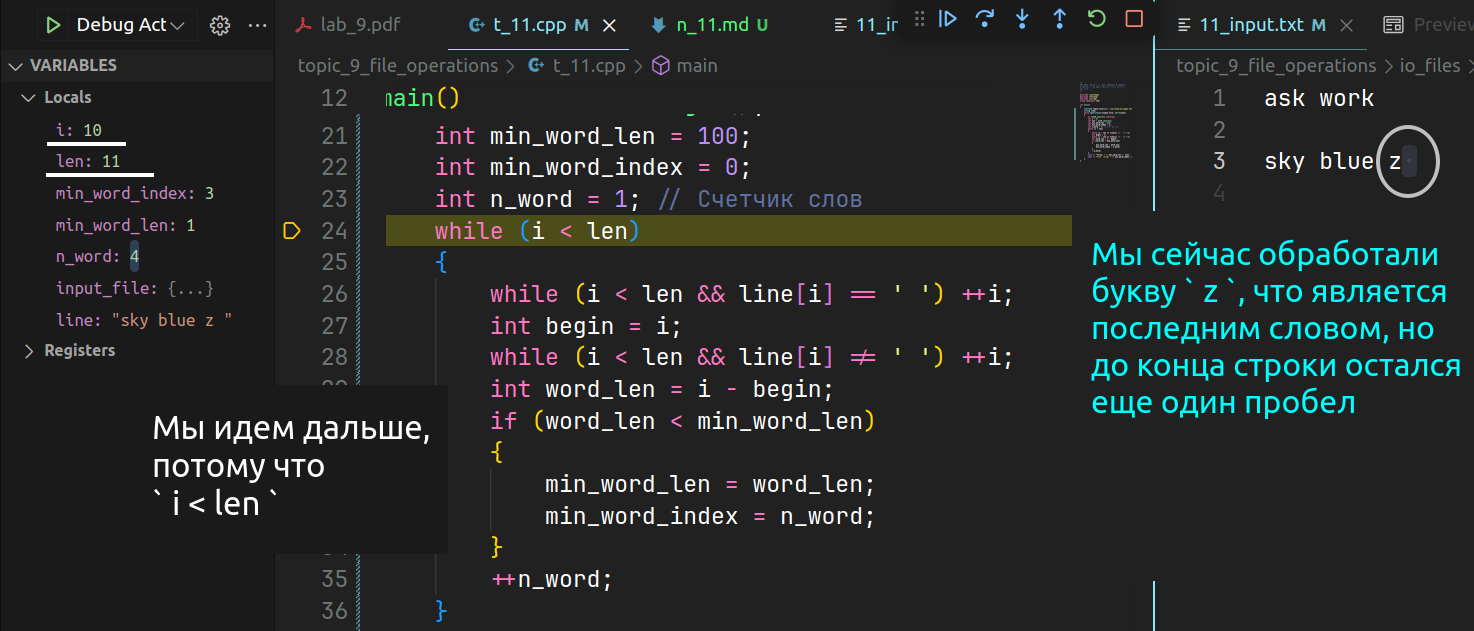 Debug Act
lab_9.pdf
t_11.cpp M
n_11.md U
11_in
11_input.txt M
Preview
VARIABLES
Locals
i: 10
len: 11
min_word_index: 3
min_word_len: 1
n_word: 4
input_file: {...}
line: "sky blue z "
Registers
topic_9_file_operations > t_11.cpp > main
12 main()
21 int min_word_len = 100;
22 int min_word_index = 0;
23 int n_word = 1; // Счетчик слов
24 while (i < len)
25 {
26 while (i < len && line[i] == ' ') ++i;
27 int begin = i;
28 while (i < len && line[i] != ' ') ++i;
int word_len = i - begin;
if (word_len < min_word_len)
{
min_word_len = word_len;
min_word_index = n_word;
}
35 ++n_word;
36 }
Мы идем дальше,
потому что
` i < len `
topic_9_file_operations > io_files >
1 ask work
2
3 sky blue z
4
Мы сейчас обработали
букву ` z `, что является
последним словом, но
до конца строки остался
еще один пробел